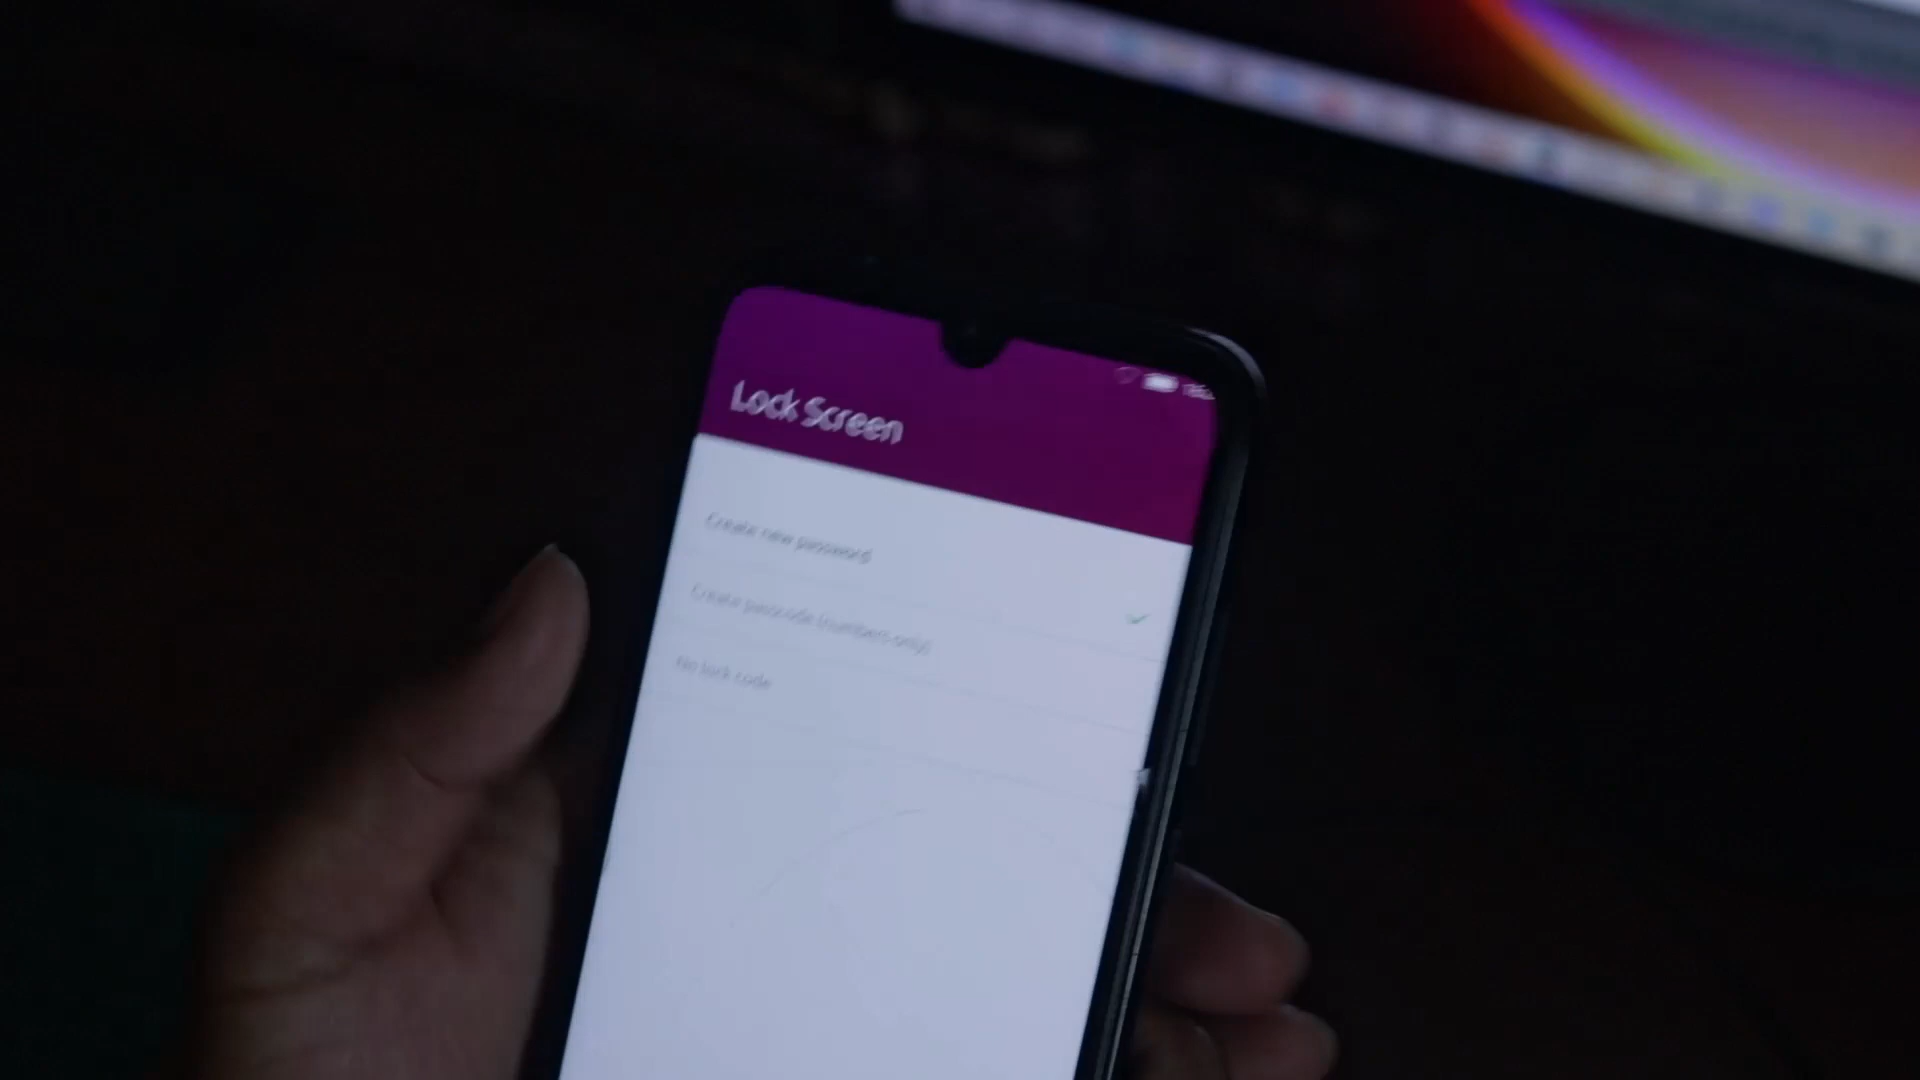 Lock Screen
Create new password
Create passcode (numbers only)
No lock code